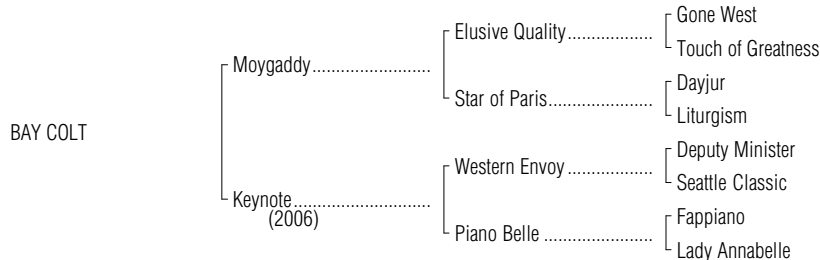 Gone West
Elusive Quality...................
Touch of Greatness
Moygaddy.........................
Dayjur
Star of Paris.......................
Liturgism
BAY COLT
Deputy Minister
Western Envoy ..................
Seattle Classic
Keynote.............................
(2006)
Fappiano
Piano Belle .......................
Lady Annabelle